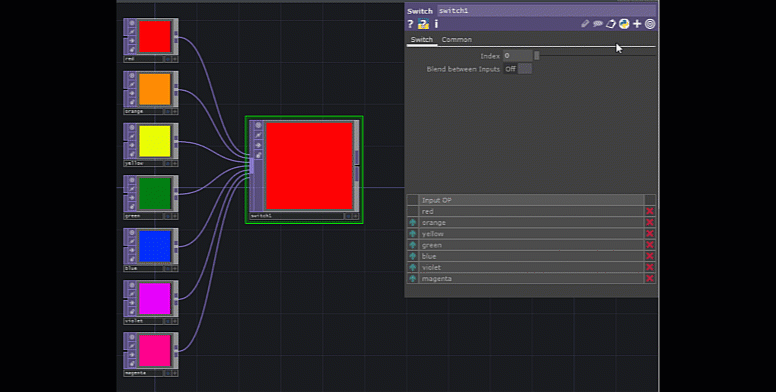 Switch switch1
? i
Switch Common
Index 0
Blend between Inputs Off
red
orange
yellow
green
blue
violet
magenta
switch1
Input OP
red
orange
yellow
green
blue
violet
magenta